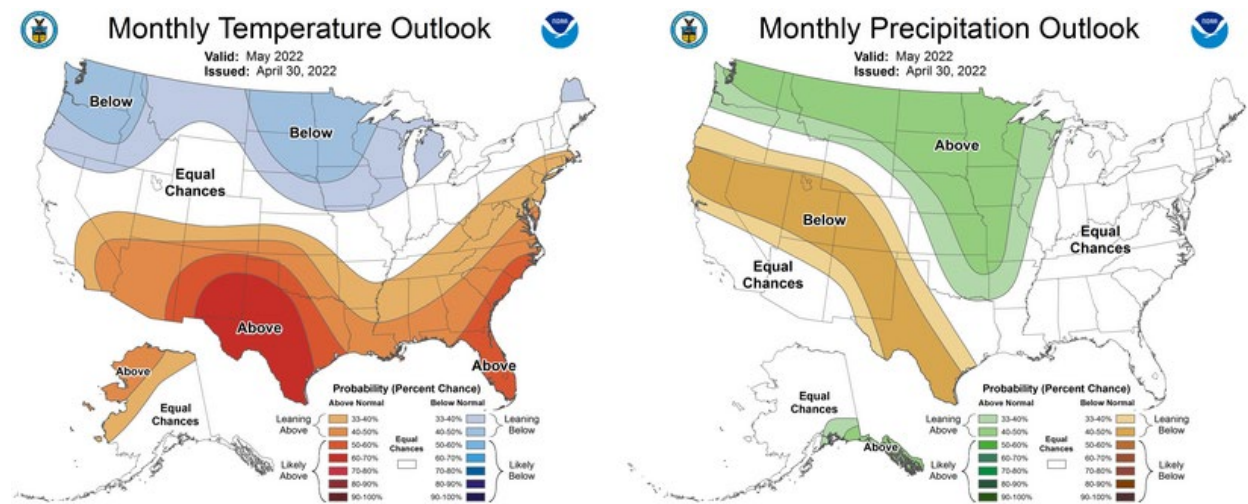 Monthly Temperature Outlook
Valid: May 2022
Issued: April 30, 2022
Below
Below
Equal
Chances
Above
Above
Above
Equal
Chances
Probability (Percent Chance)
Above Normal
Below Normal
Leaning
Above
33-40%
40-50%
Likely
Above
50-60%
60-70%
70-80%
80-90%
90-100%
Equal
Chances
33-40%
40-50%
Leaning
Below
50-60%
60-70%
70-80%
80-90%
90-100%
Likely
Below
Monthly Precipitation Outlook
Valid: May 2022
Issued: April 30, 2022
Above
Below
Equal
Chances
Equal
Chances
Equal
Chances
Above
Probability (Percent Chance)
Above Normal
Below Normal
Leaning
Above
33-40%
40-50%
Likely
Above
50-60%
60-70%
70-80%
80-90%
90-100%
Equal
Chances
33-40%
40-50%
Leaning
Below
50-60%
60-70%
70-80%
80-90%
90-100%
Likely
Below